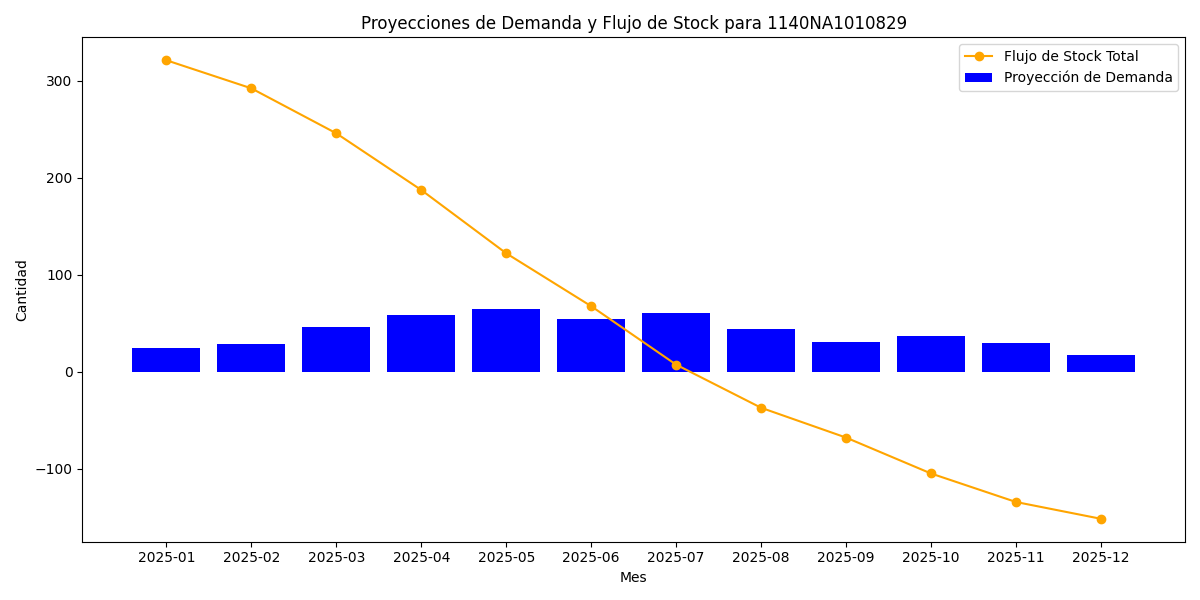 Proyecciones de Demanda y Flujo de Stock para 1140NA1010829
Flujo de Stock Total
Proyección de Demanda
Cantidad
300
200
100
0
−100
2025-01 2025-02 2025-03 2025-04 2025-05 2025-06 2025-07 2025-08 2025-09 2025-10 2025-11 2025-12
Mes